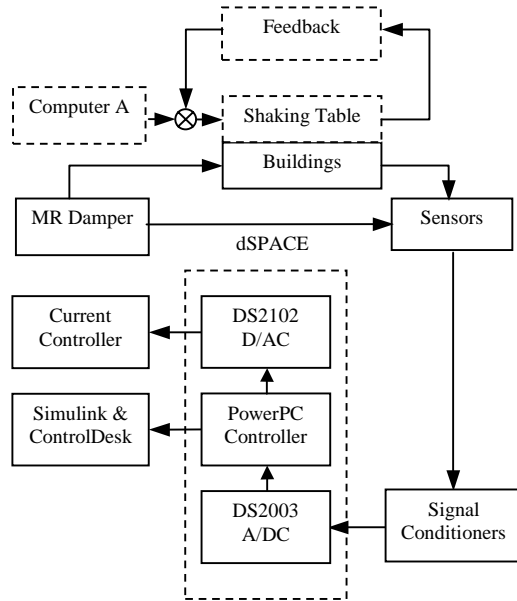 Feedback
Computer A
Shaking Table
Buildings
MR Damper
Sensors
dSPACE
Current
Controller
DS2102
D/AC
Simulink &
ControlDesk
PowerPC
Controller
DS2003
A/DC
Signal
Conditioners